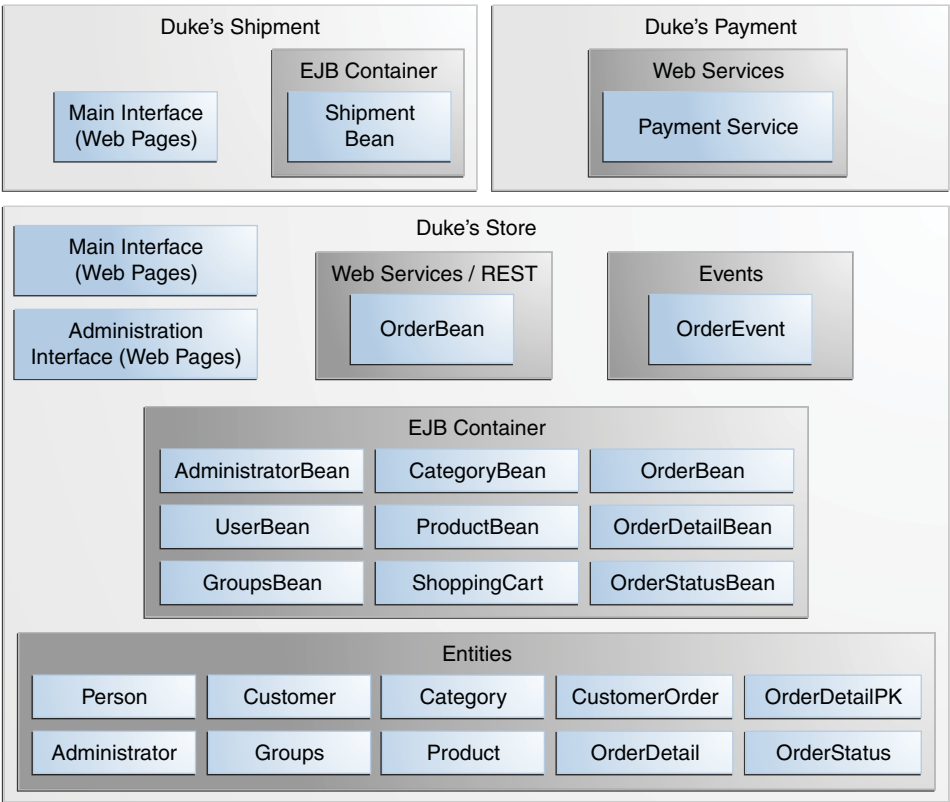 Duke’s Shipment
Main Interface
(Web Pages)
EJB Container
Shipment
Bean
Duke’s Payment
Web Services
Payment Service
Duke’s Store
Main Interface
(Web Pages)
Administration
Interface (Web Pages)
Web Services / REST
OrderBean
Events
OrderEvent
EJB Container
AdministratorBean
CategoryBean
OrderBean
UserBean
ProductBean
OrderDetailBean
GroupsBean
ShoppingCart
OrderStatusBean
Entities
Person
Customer
Category
CustomerOrder
OrderDetailPK
Administrator
Groups
Product
OrderDetail
OrderStatus